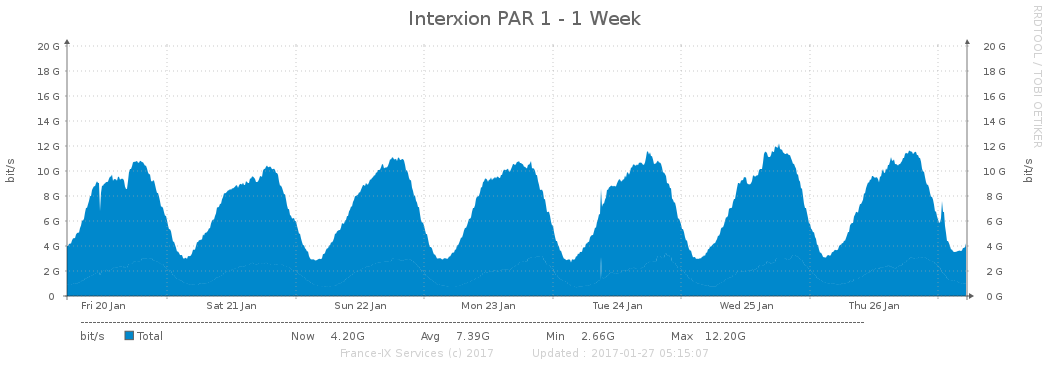 Interxion PAR 1 - 1 Week
RRDTOOL / TOBI OETIKER
bit/s
bit/s
20 G 20 G
18 G 18 G
16 G 16 G
14 G 14 G
12 G 12 G
10 G 10 G
8 G 8 G
6 G 6 G
4 G 4 G
2 G 2 G
0 0 G
Fri 20 Jan Sat 21 Jan Sun 22 Jan Mon 23 Jan Tue 24 Jan Wed 25 Jan Thu 26 Jan
bit/s Total Now 4.20G Avg 7.39G Min 2.66G Max 12.20G
France-IX Services (c) 2017 Updated : 2017-01-27 05:15:07